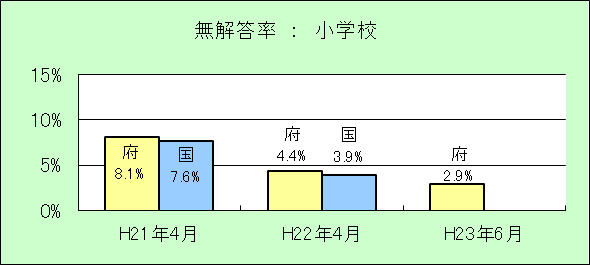 無解答率 ： 小学校
15%
10%
5%
0%
府
8.1%
国
7.6%
府
4.4%
国
3.9%
府
2.9%
H21年4月
H22年4月
H23年6月